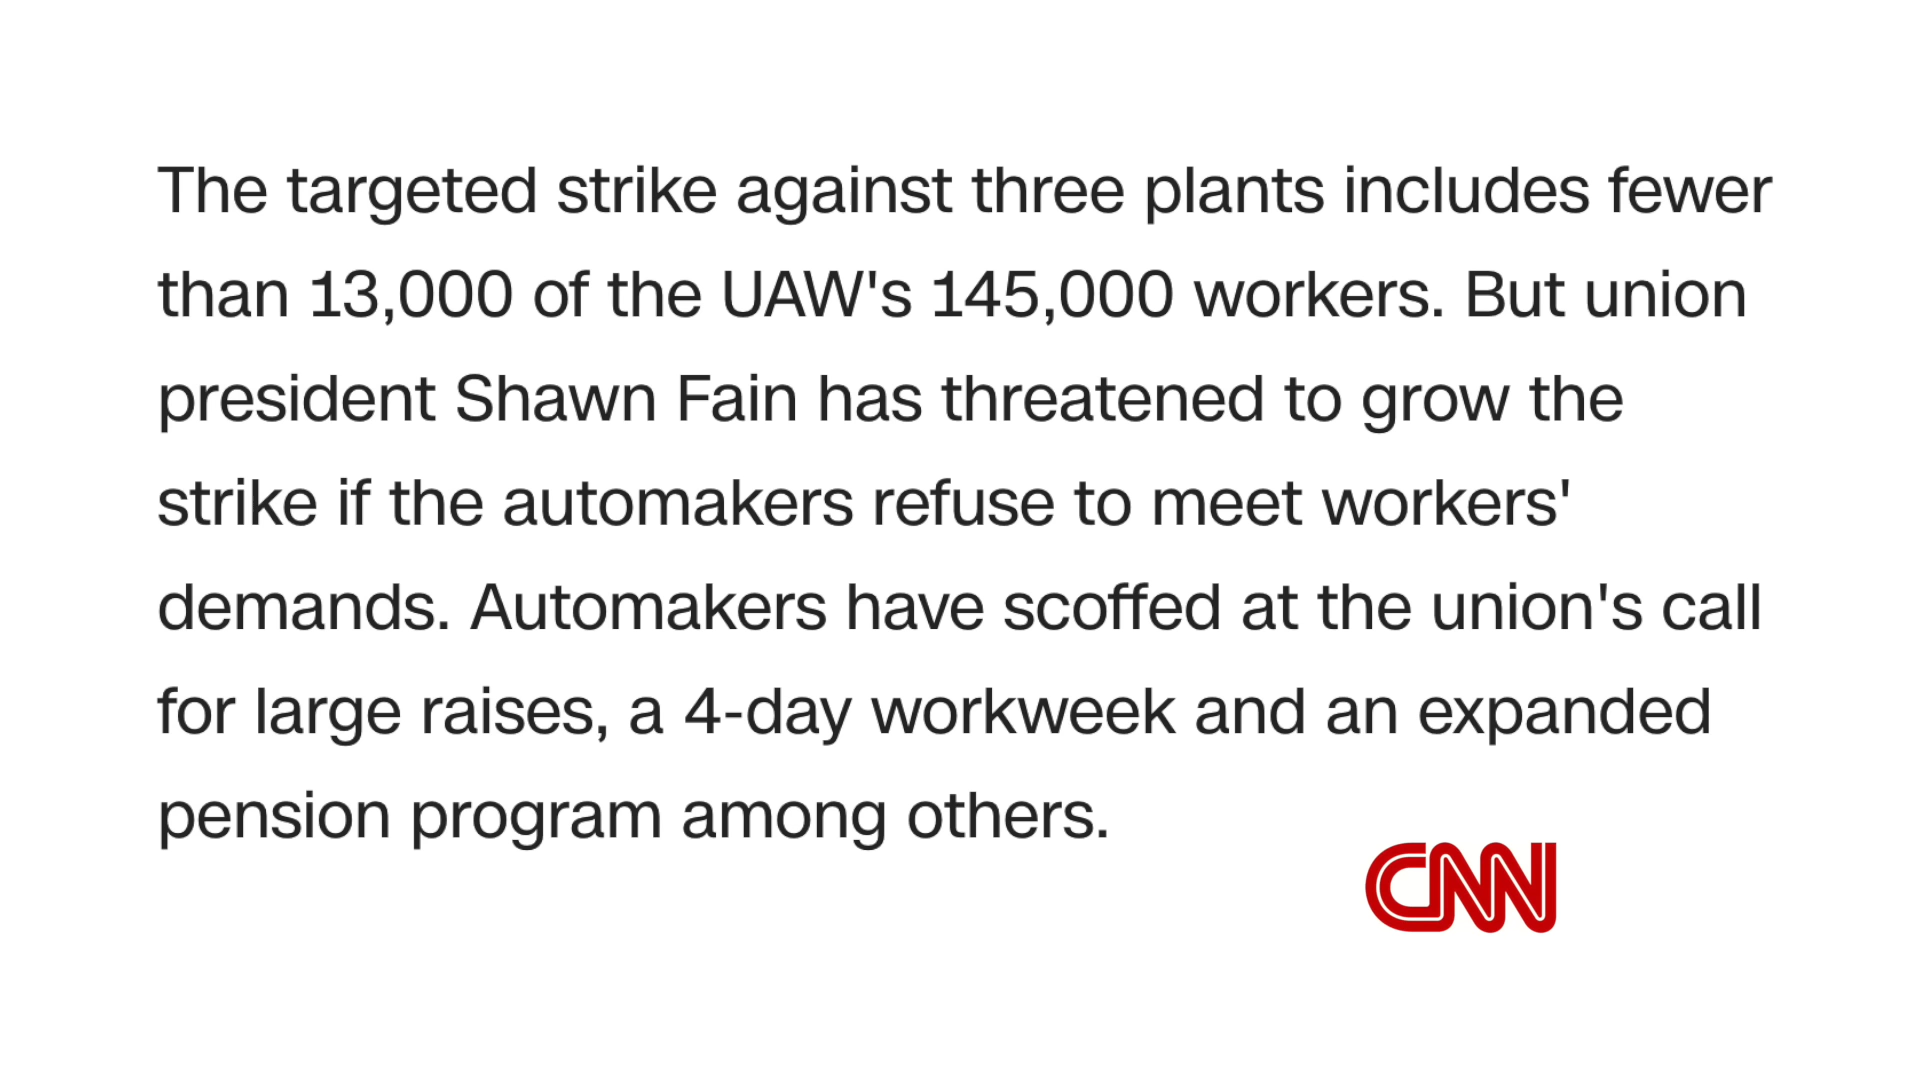 The targeted strike against three plants includes fewer
than 13,000 of the UAW's 145,000 workers. But union
president Shawn Fain has threatened to grow the
strike if the automakers refuse to meet workers'
demands. Automakers have scoffed at the union's call
for large raises, a 4-day workweek and an expanded
pension program among others.
CNN